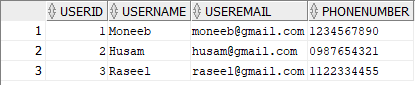 USERID USERNAME USEREMAIL PHONENUMBER
1 1 Moneeb moneeb@gmail.com 1234567890
2 2 Husam husam@gmail.com 0987654321
3 3 Raseel raseel@gmail.com 1122334455